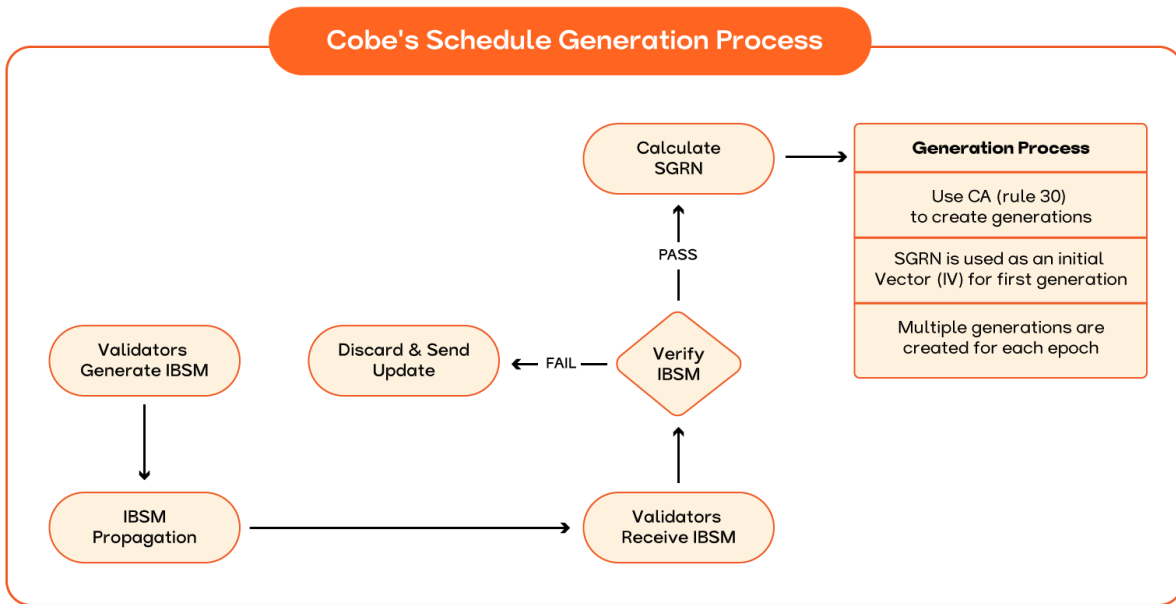 Cobe's Schedule Generation Process
Calculate
SGRN
Generation Process
Use CA (rule 30)
to create generations
SGRN is used as an initial
Vector (IV) for first generation
Multiple generations are
created for each epoch
PASS
Validators
Generate IBSM
Discard & Send
Update
FAIL
Verify
IBSM
IBSM
Propagation
Validators
Receive IBSM